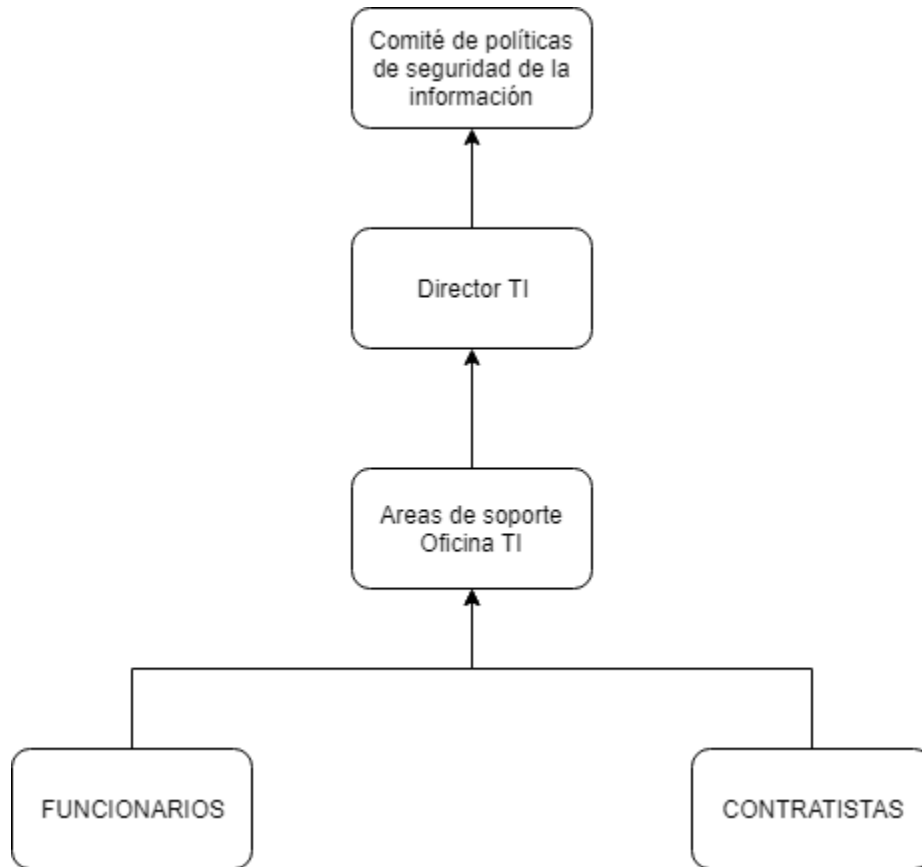 Comité de políticas
de seguridad de la
información
Director TI
Areas de soporte
Oficina TI
FUNCIONARIOS
CONTRATISTAS